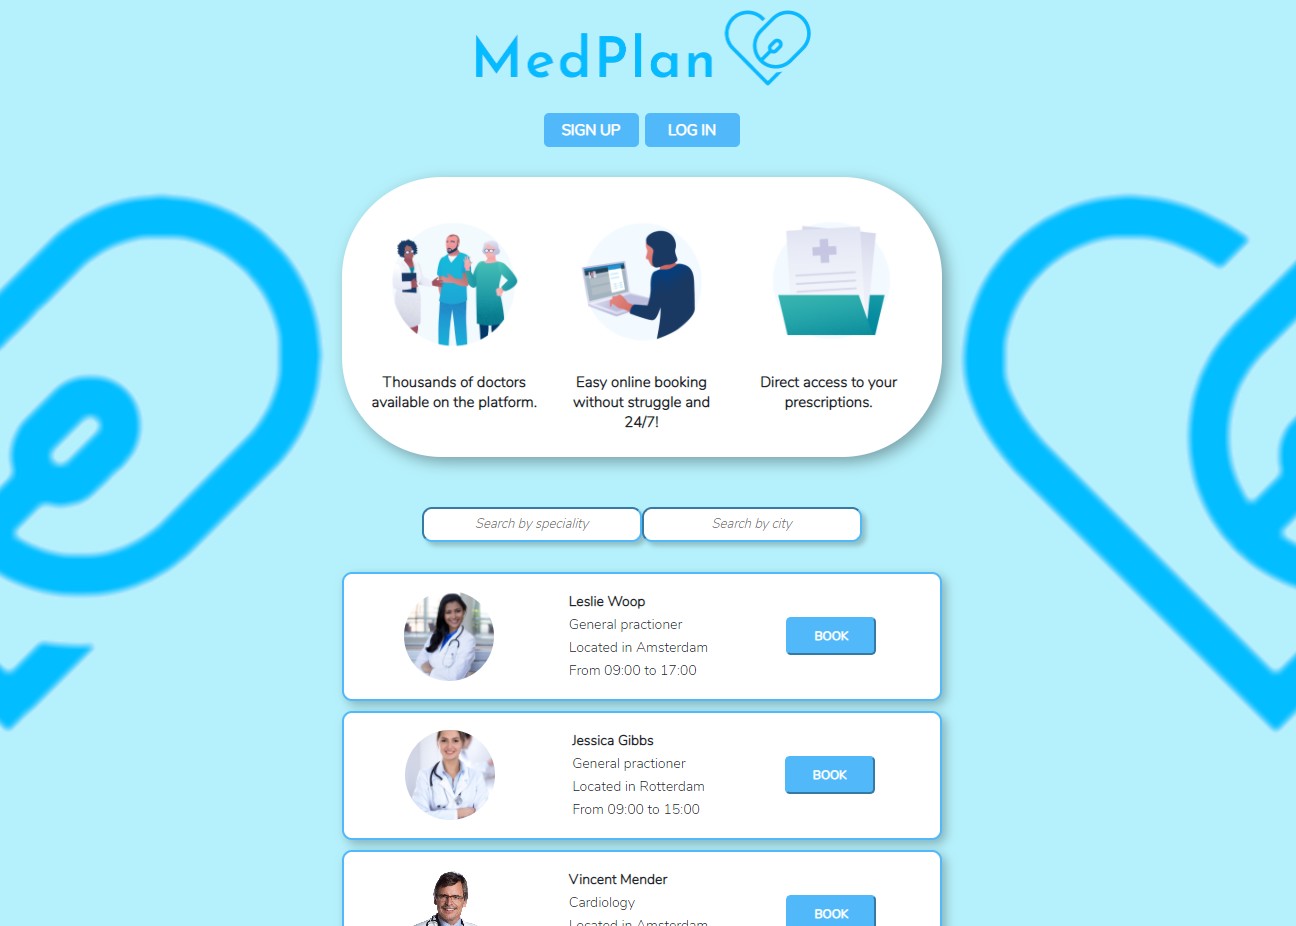 MedPlan
SIGN UP
LOG IN
Thousands of doctors
available on the platform.
Easy online booking
without struggle and
24/7!
Direct access to your
prescriptions.
Search by speciality
Search by city
Leslie Woop
General practioner
Located in Amsterdam
From 09:00 to 17:00
BOOK
Jessica Gibbs
General practioner
Located in Rotterdam
From 09:00 to 15:00
BOOK
Vincent Mender
Cardiology
Located in Amsterdam
BOOK